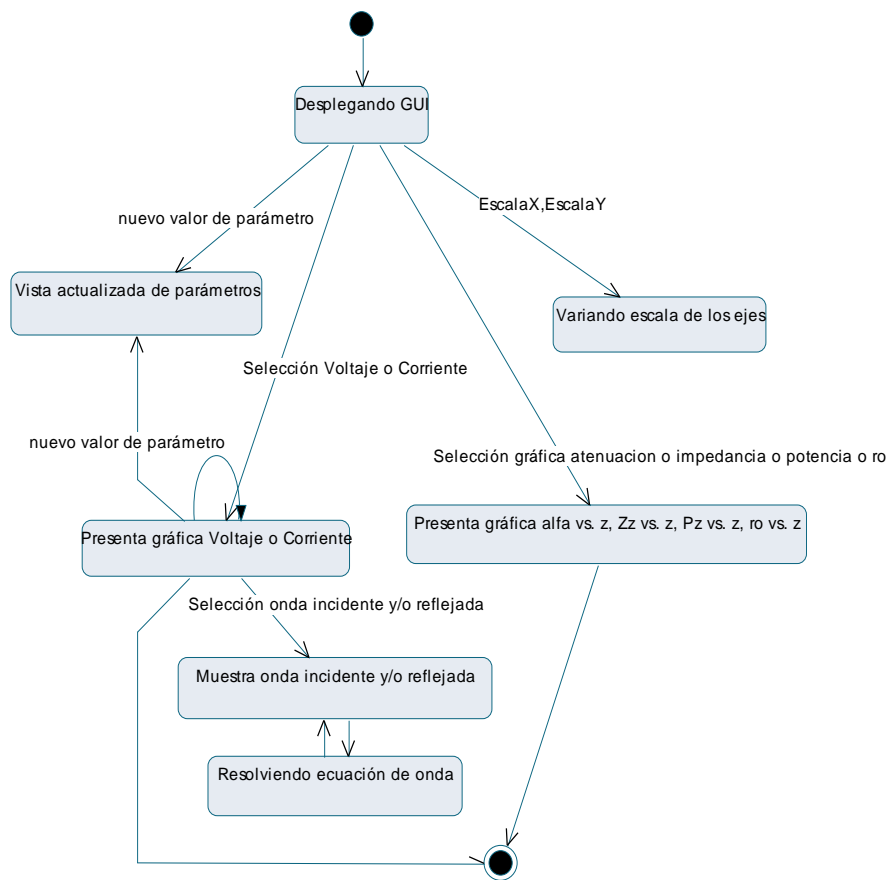 Desplegando GUI
EscalaX,EscalaY
nuevo valor de parámetro
Vista actualizada de parámetros
Variando escala de los ejes
Selección Voltaje o Corriente
nuevo valor de parámetro
Selección gráfica atenuacion o impedancia o potencia o ro
Presenta gráfica Voltaje o Corriente
Presenta gráfica alfa vs. z, Zz vs. z, Pz vs. z, ro vs. z
Selección onda incidente y/o reflejada
Muestra onda incidente y/o reflejada
Resolviendo ecuación de onda